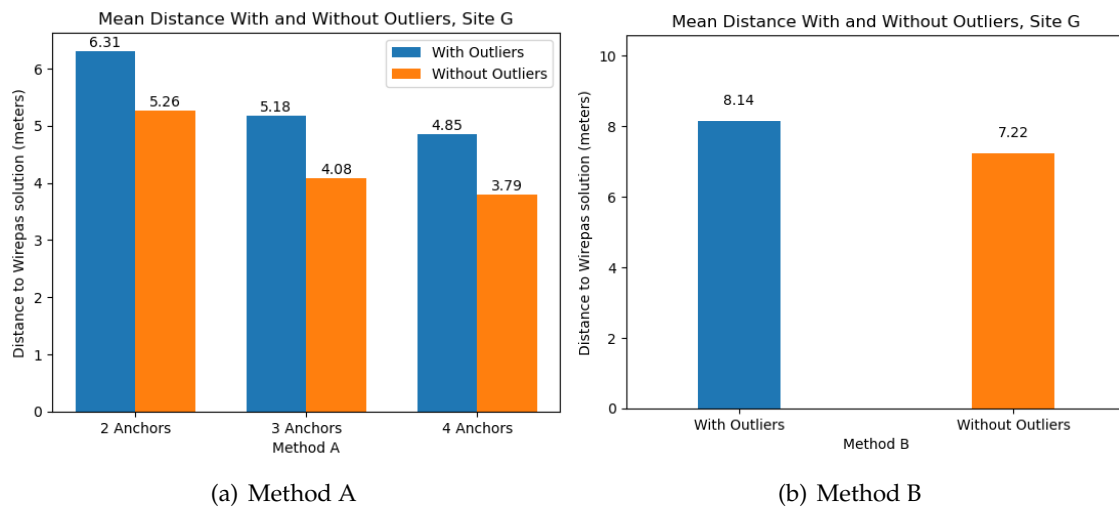 Mean Distance With and Without Outliers, Site G
Distance to Wirepas solution (meters)
6
5
4
3
2
1
0
6.31
5.26
5.18
4.08
4.85
3.79
With Outliers
Without Outliers
2 Anchors
3 Anchors
4 Anchors
Method A
(a) Method A
Mean Distance With and Without Outliers, Site G
Distance to Wirepas solution (meters)
10
8
6
4
2
0
8.14
7.22
With Outliers
Without Outliers
Method B
(b) Method B